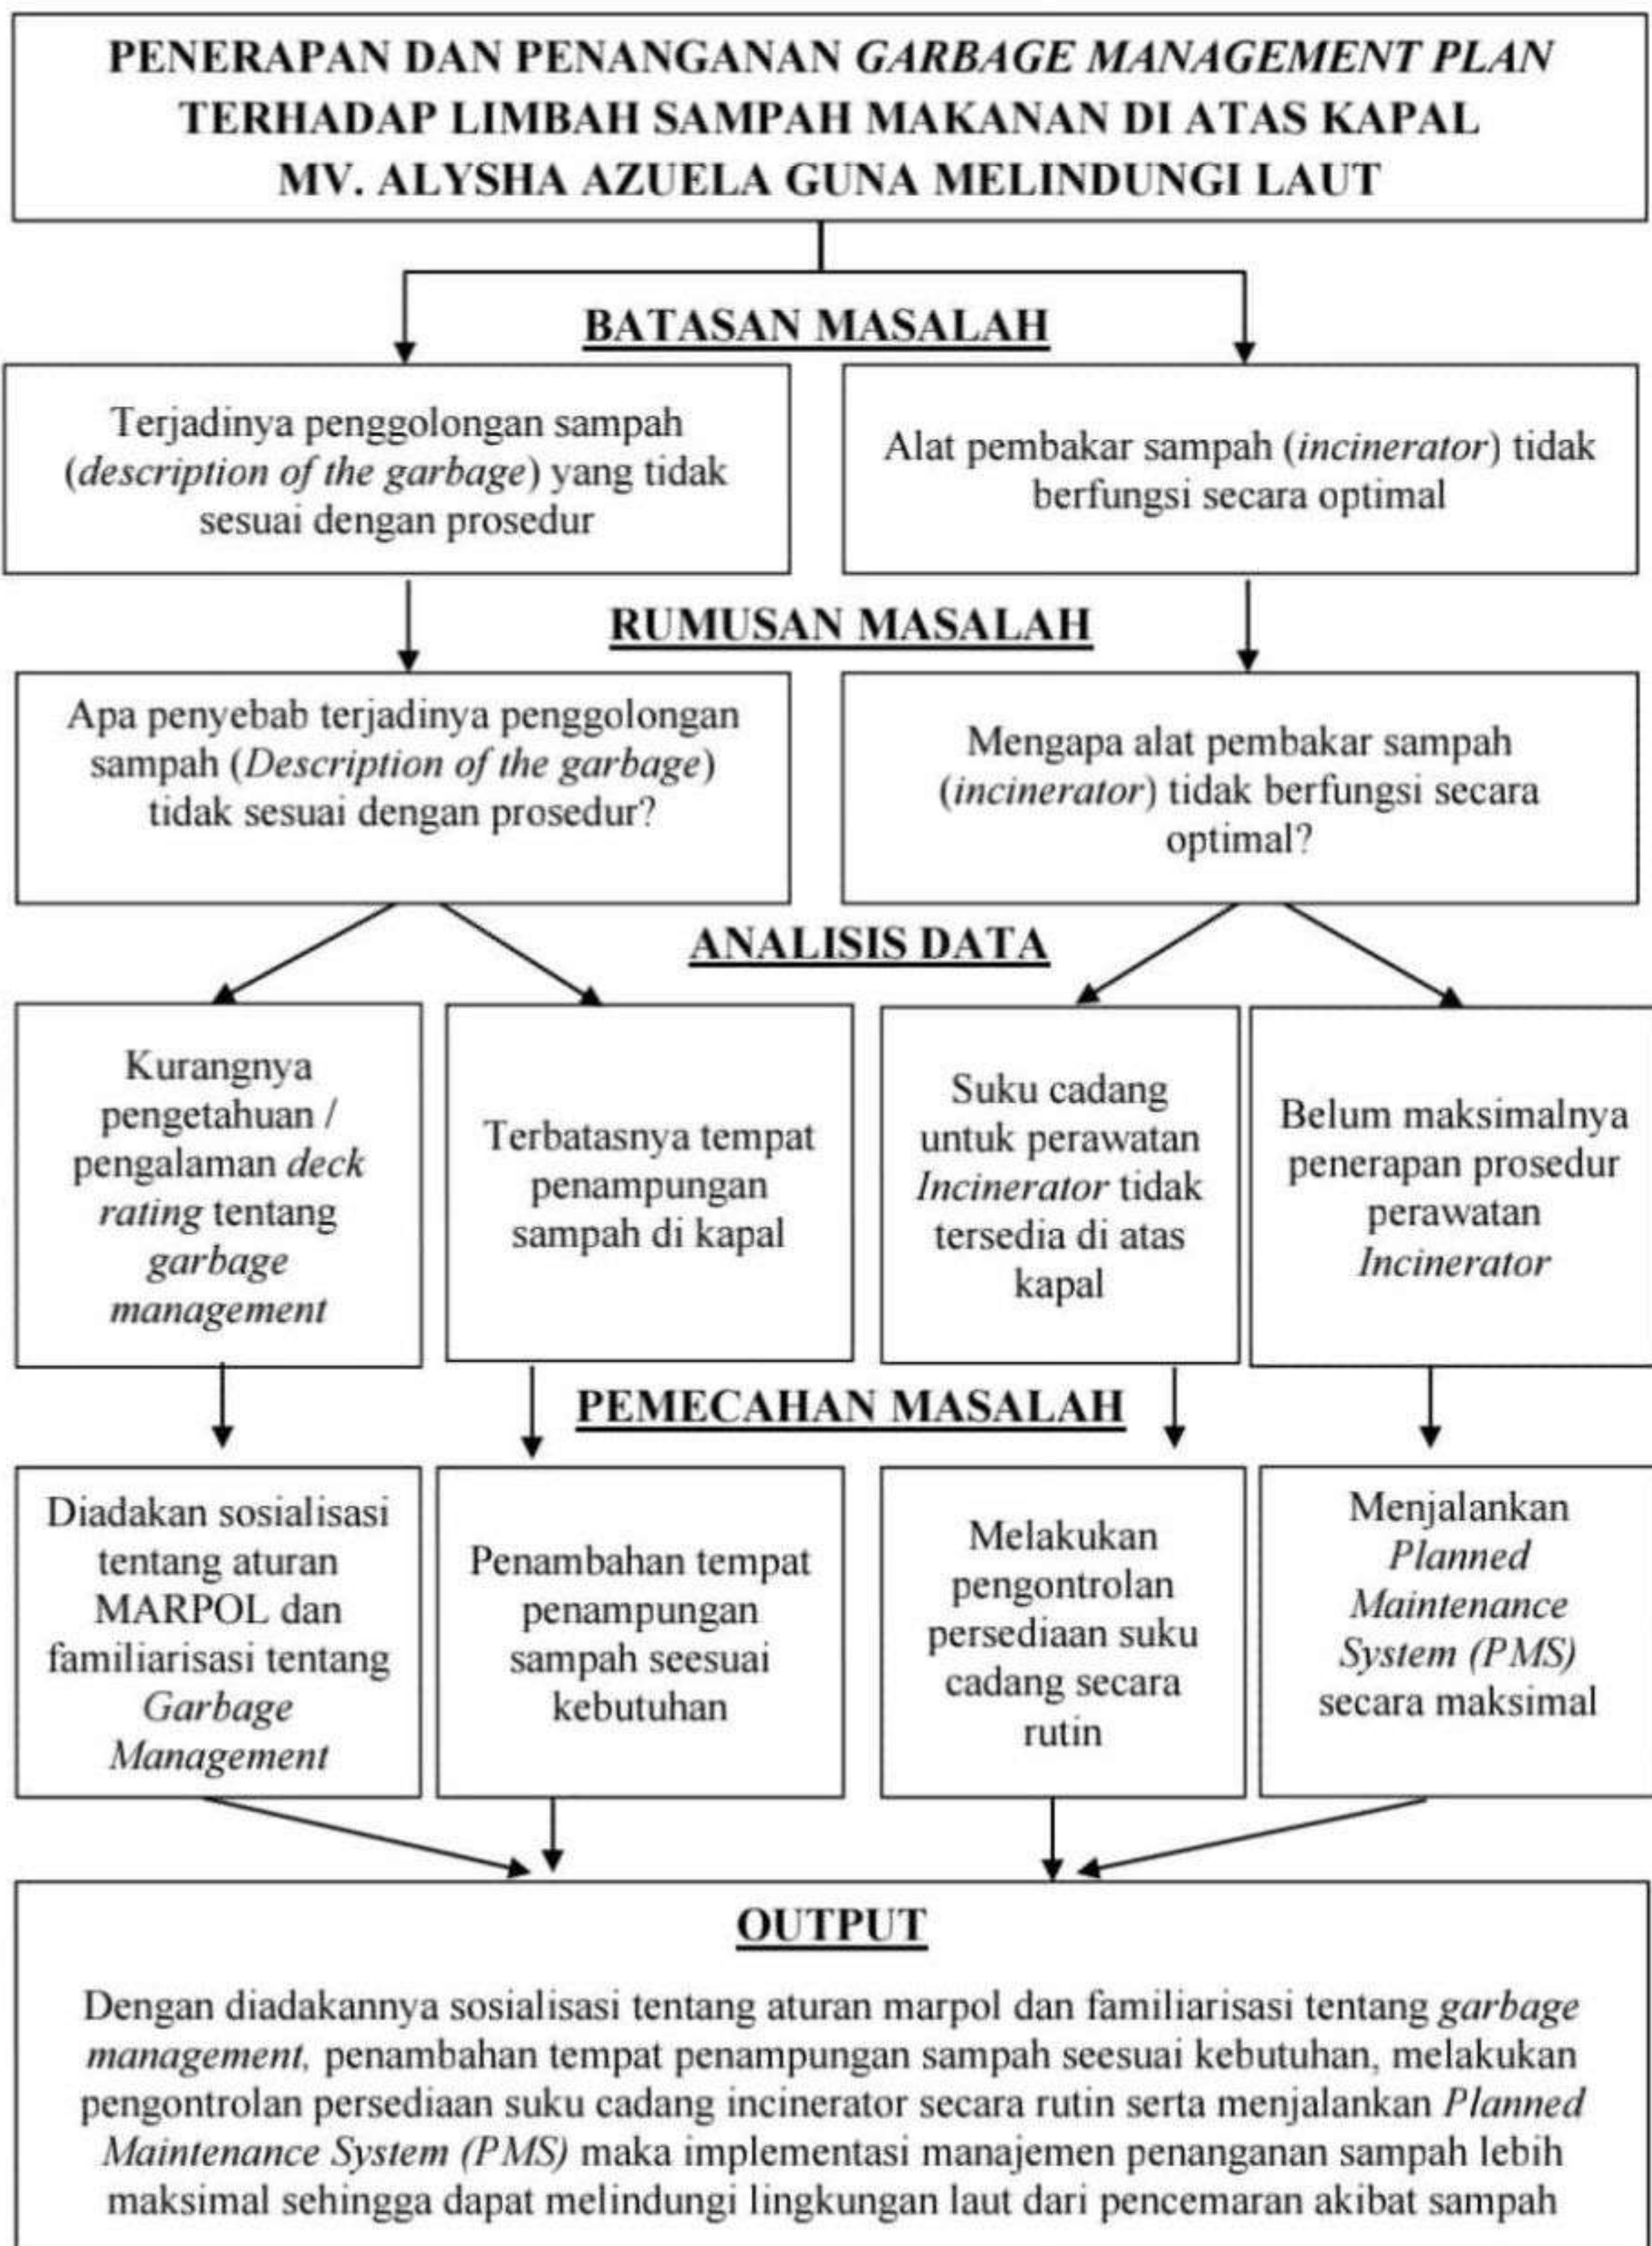 PENERAPAN DAN PENANGANAN GARBAGE MANAGEMENT PLAN
TERHADAP LIMBAH SAMPAH MAKANAN DI ATAS KAPAL
MV. ALYSHA AZUELA GUNA MELINDUNGI LAUT
BATASAN MASALAH
Terjadinya penggolongan sampah
(description of the garbage) yang tidak
sesuai dengan prosedur
Alat pembakar sampah (incinerator) tidak
berfungsi secara optimal
RUMUSAN MASALAH
Apa penyebab terjadinya penggolongan
sampah (Description of the garbage)
tidak sesuai dengan prosedur?
Mengapa alat pembakar sampah
(incinerator) tidak berfungsi secara
optimal?
ANALISIS DATA
Kurangnya
pengetahuan /
pengalaman deck
rating tentang
garbage
management
Terbatasnya tempat
penampungan
sampah di kapal
Suku cadang
untuk perawatan
Incinerator tidak
tersedia di atas
kapal
Belum maksimalnya
penerapan prosedur
perawatan
Incinerator
PEMECAHAN MASALAH
Diadakan sosialisasi
tentang aturan
MARPOL dan
familiarisasi tentang
Garbage
Management
Penambahan tempat
penampungan
sampah seesuai
kebutuhan
Melakukan
pengontrolan
persediaan suku
cadang secara
rutin
Menjalankan
Planned
Maintenance
System (PMS)
secara maksimal
OUTPUT
Dengan diadakannya sosialisasi tentang aturan marpol dan familiarisasi tentang garbage
management, penambahan tempat penampungan sampah seesuai kebutuhan, melakukan
pengontrolan persediaan suku cadang incinerator secara rutin serta menjalankan Planned
Maintenance System (PMS) maka implementasi manajemen penanganan sampah lebih
maksimal sehingga dapat melindungi lingkungan laut dari pencemaran akibat sampah